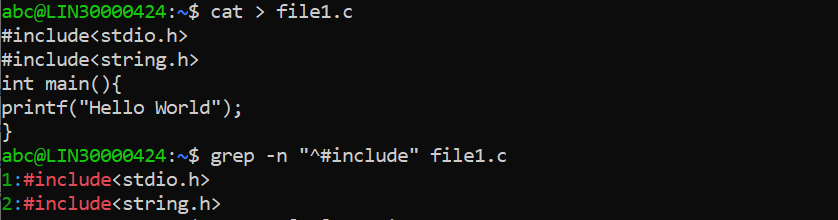 abc@LIN30000424:~$ cat > file1.c
#include<stdio.h>
#include<string.h>
int main(){
printf("Hello World");
}
abc@LIN30000424:~$ grep -n "^#include" file1.c
1:#include<stdio.h>
2:#include<string.h>